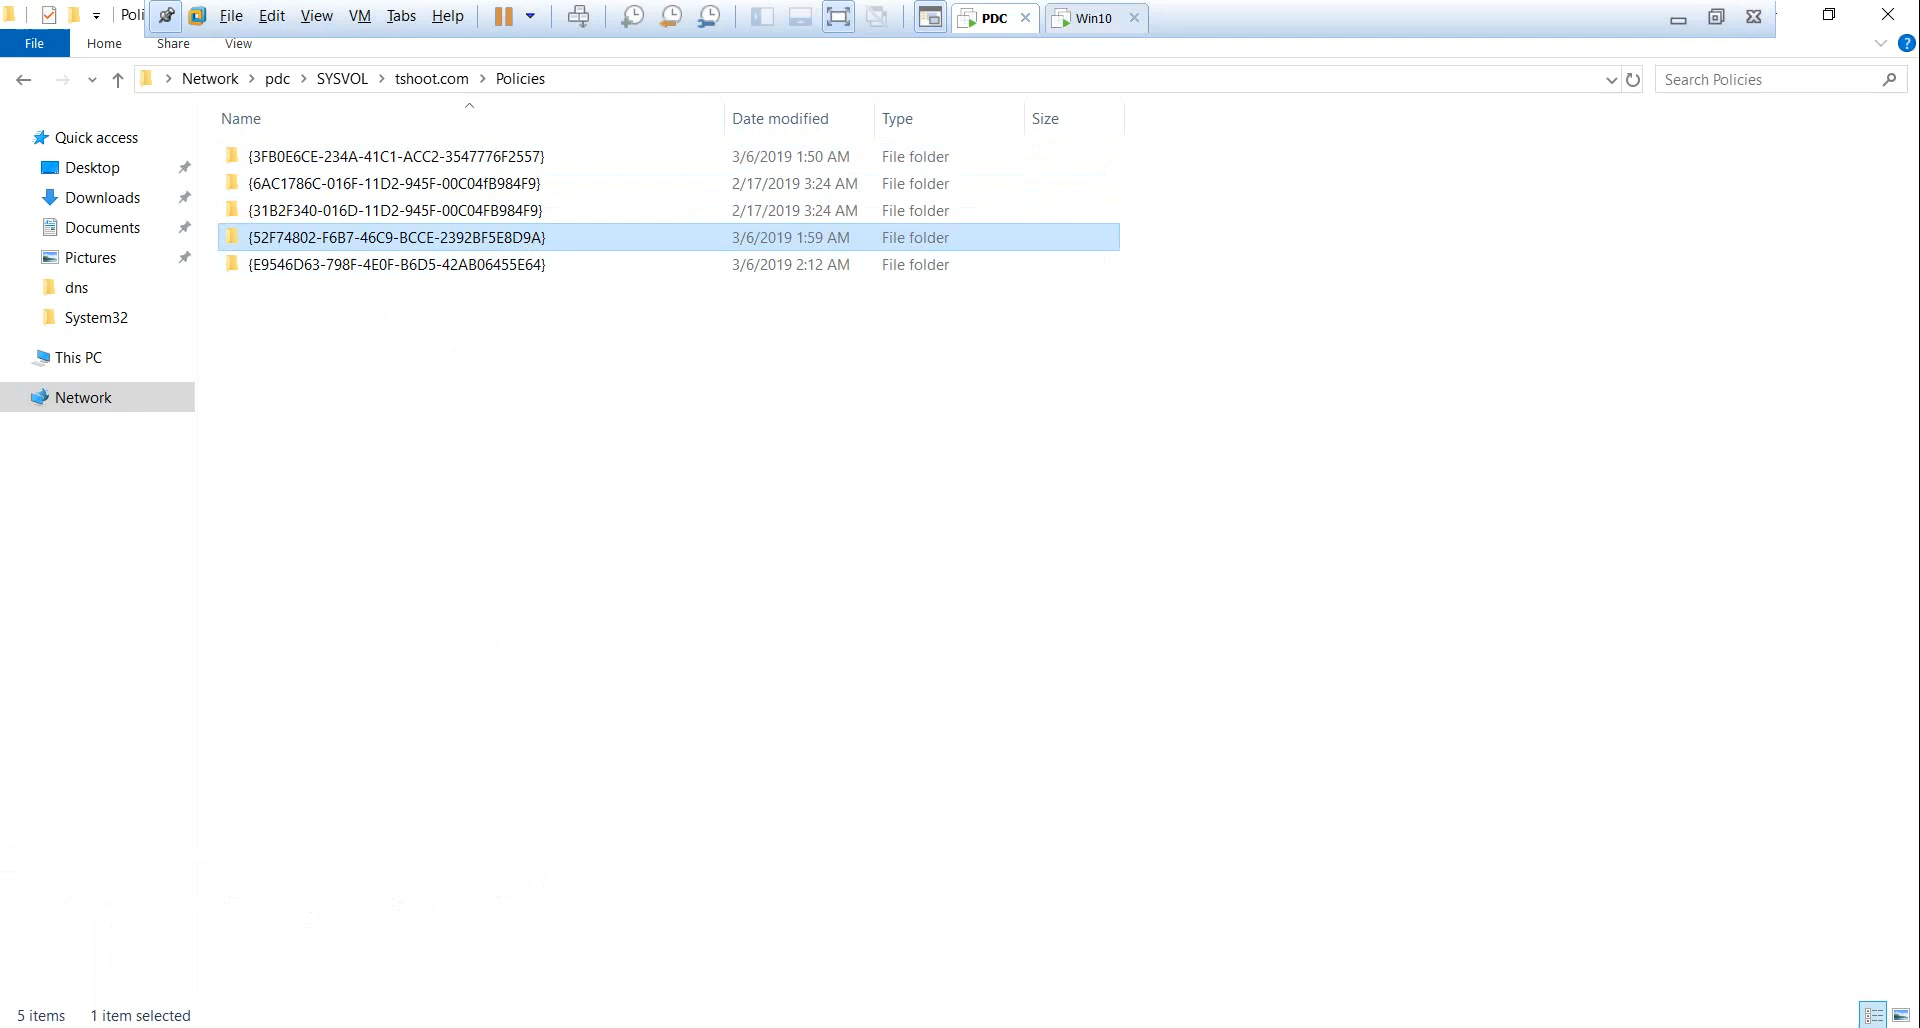 Poli File Edit View VM Tabs Help PDC Win10
File Home Share View ?
Network > pdc > SYSVOL > tshoot.com > Policies Search Policies
Name Date modified Type Size
Quick access
Desktop
Downloads
Documents
Pictures
dns
System32
This PC
Network
{3FB0E6CE-234A-41C1-ACC2-3547776F2557} 3/6/2019 1:50 AM File folder
{6AC1786C-016F-11D2-945F-00C04fB984F9} 2/17/2019 3:24 AM File folder
{31B2F340-016D-11D2-945F-00C04FB984F9} 2/17/2019 3:24 AM File folder
{52F74802-F6B7-46C9-BCCE-2392BF5E8D9A} 3/6/2019 1:59 AM File folder
{E9546D63-798F-4E0F-B6D5-42AB06455E64} 3/6/2019 2:12 AM File folder
5 items 1 item selected